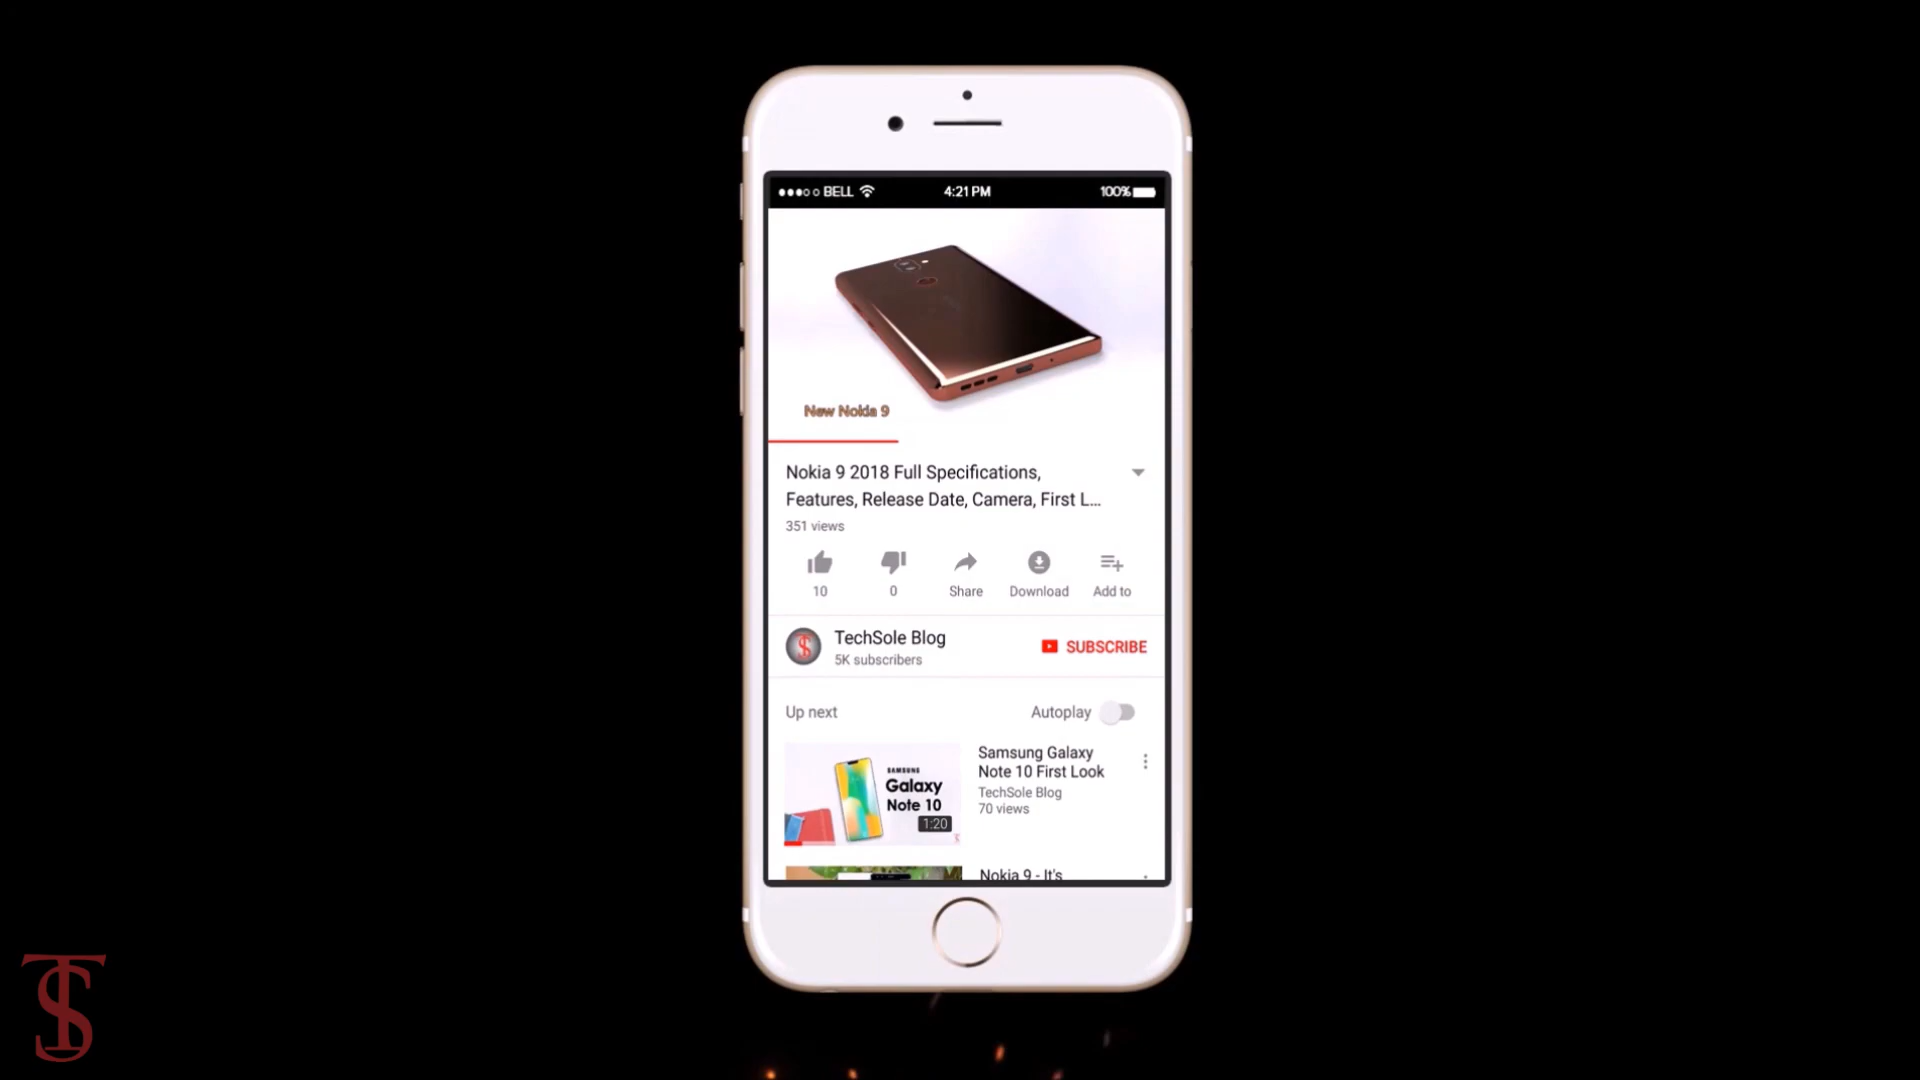 BELL 4:21 PM 100%
New Nokia 9
Nokia 9 2018 Full Specifications,
Features, Release Date, Camera, First L...
351 views
10 0 Share Download Add to
TechSole Blog
5K subscribers
SUBSCRIBE
Up next Autoplay
SAMSUNG
Galaxy
Note 10
1:20
Samsung Galaxy
Note 10 First Look
TechSole Blog
70 views
Nokia 9 - It's
TS